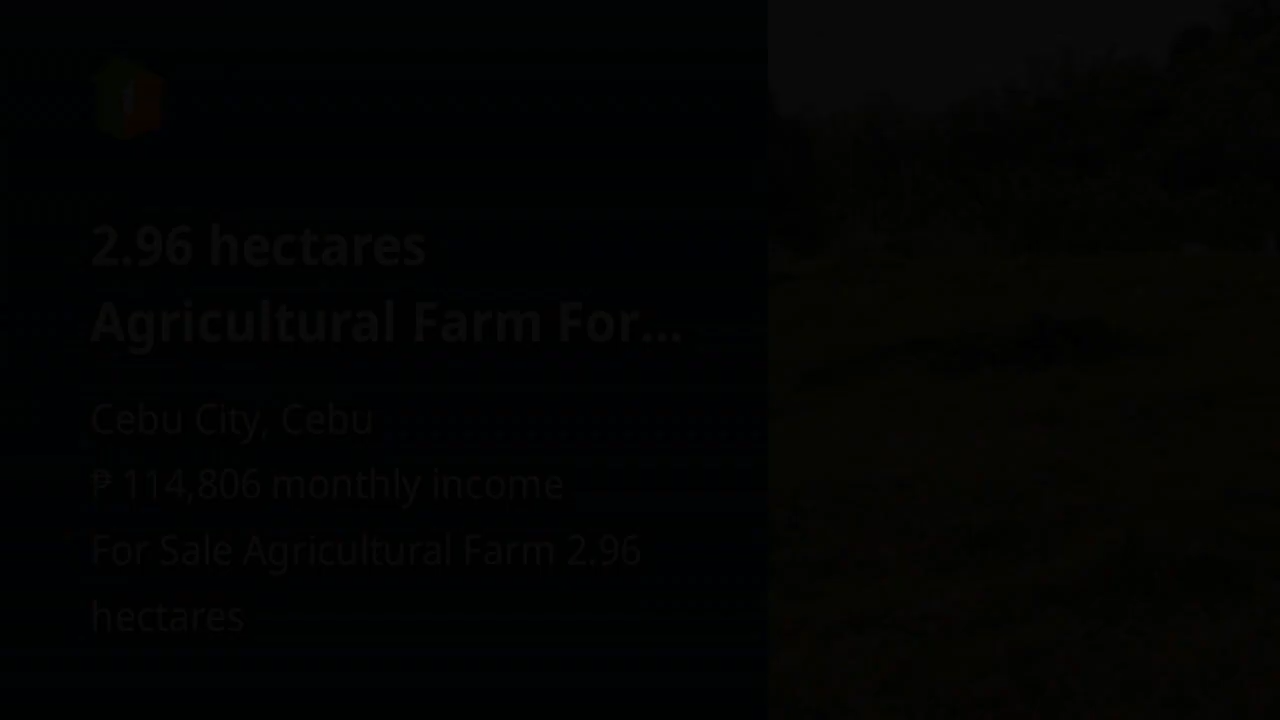 2.96 hectares
Agricultural Farm For...
Cebu City, Cebu
₱ 114,806 monthly income
For Sale Agricultural Farm 2.96
hectares